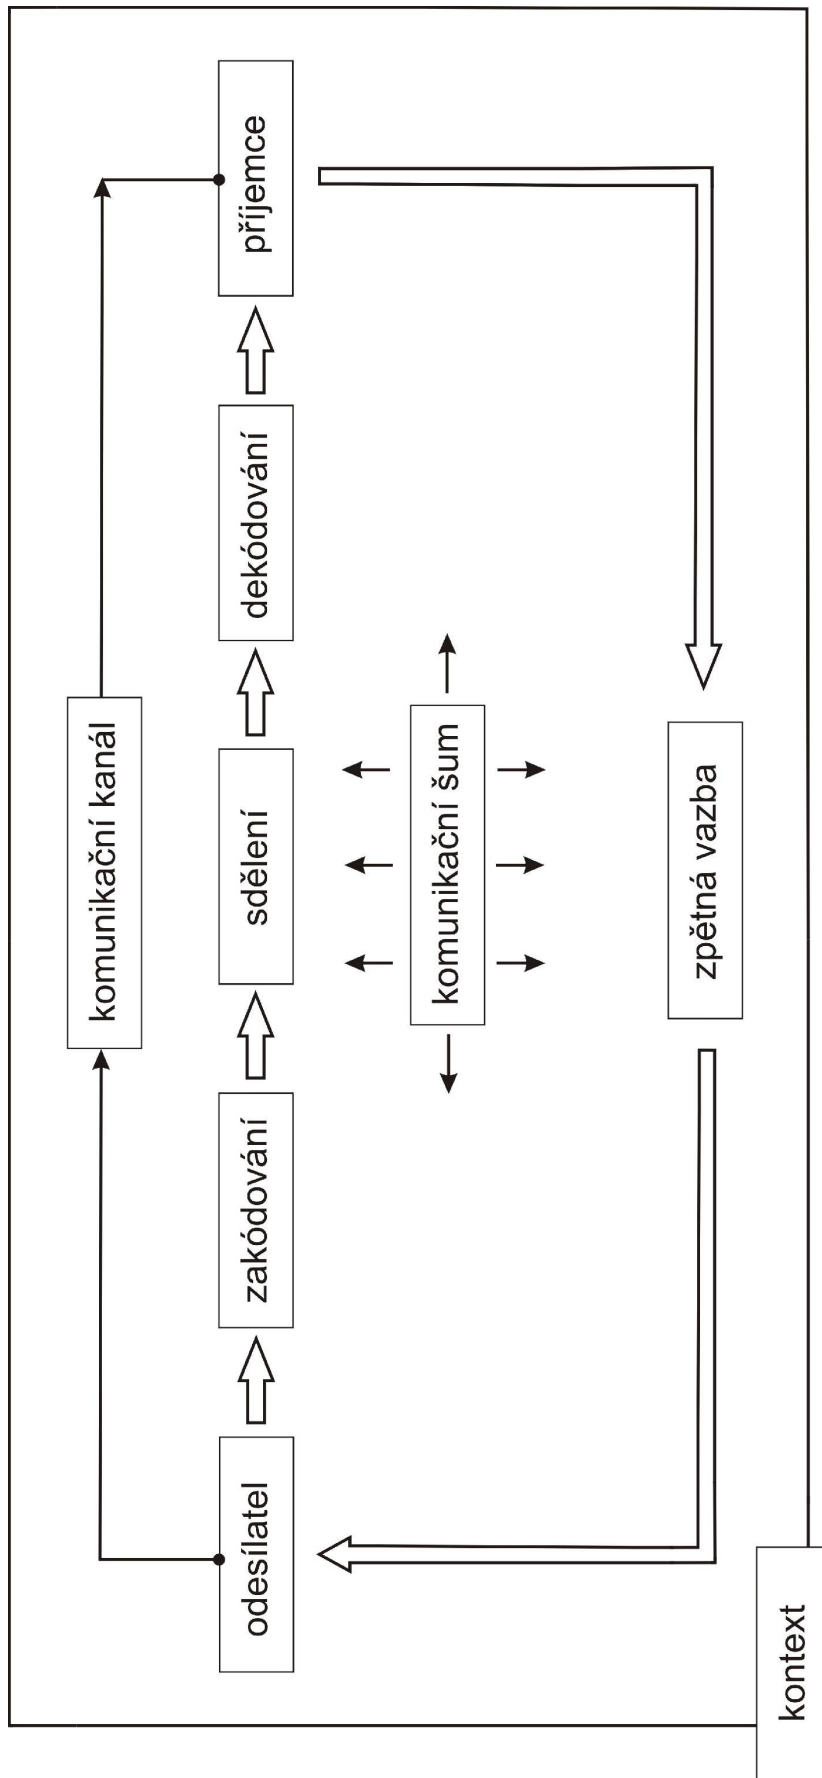 komunikační kanál
odesílatel
zakódování
sdělení
dekódování
příjemce
komunikační šum
zpětná vazba
kontext